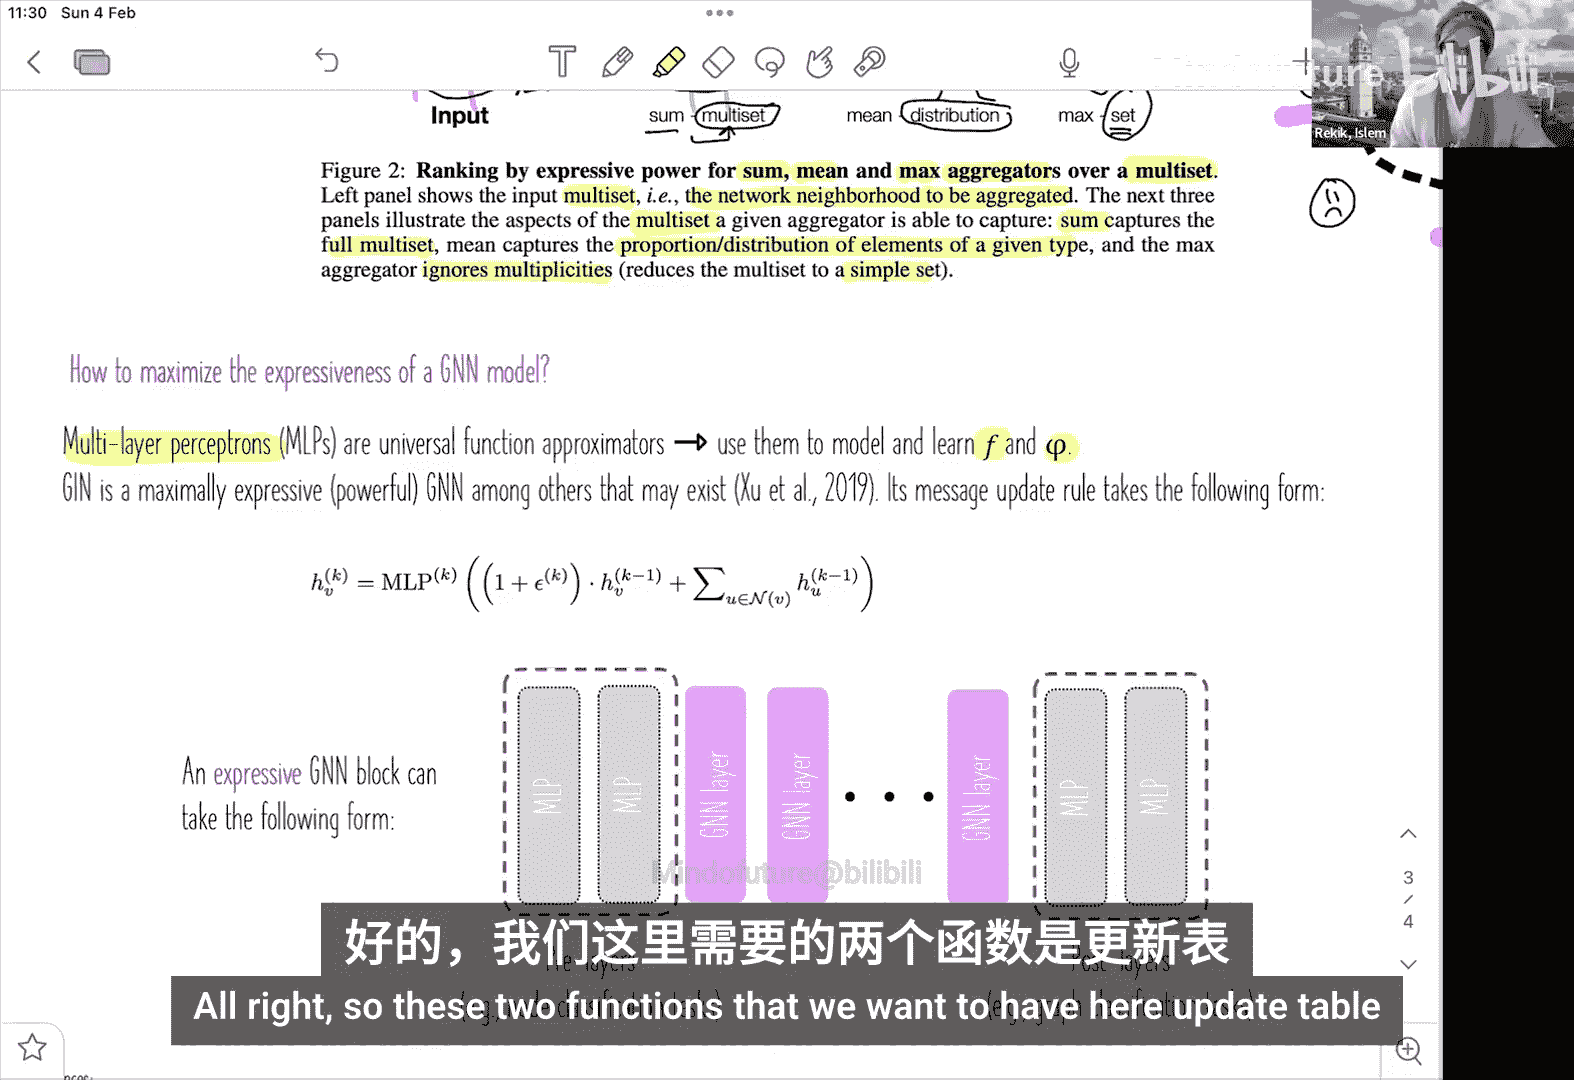 11:30 Sun 4 Feb
ture bilibili
Rekik, Islem
Input
sum - multiset
mean - distribution
max - set
Figure 2: Ranking by expressive power for sum, mean and max aggregators over a multiset.
Left panel shows the input multiset, i.e., the network neighborhood to be aggregated. The next three
panels illustrate the aspects of the multiset a given aggregator is able to capture: sum captures the
full multiset, mean captures the proportion/distribution of elements of a given type, and the max
aggregator ignores multiplicities (reduces the multiset to a simple set).
How to maximize the expressiveness of a GNN model?
Multi-layer perceptrons (MLPs) are universal function approximators → use them to model and learn f and φ.
GIN is a maximally expressive (powerful) GNN among others that may exist (Xu et al., 2019). Its message update rule takes the following form:
h_v^{(k)} = MLP^{(k)} ( ( 1 + ϵ^{(k)} ) · h_v^{(k−1)} + ∑_{u∈N(v)} h_u^{(k−1)} )
An expressive GNN block can
take the following form:
MLP
MLP
GNN layer
GNN layer
GNN layer
MLP
MLP
3
/
4
Mindofuture@bilibili
Pre layers
Post layers
好的，我们这里需要的两个函数是更新表
All right, so these two functions that we want to have here update table